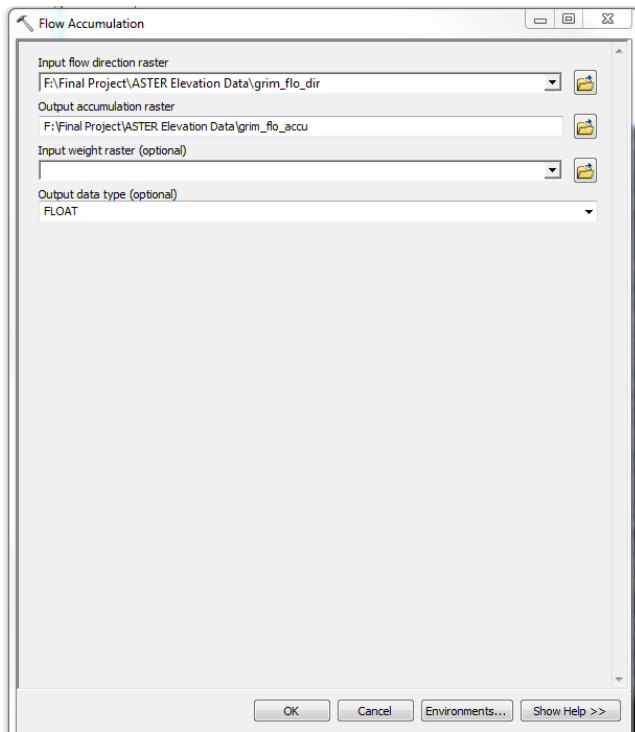 Flow Accumulation
Input flow direction raster
F:\Final Project\ASTER Elevation Data\grim_flo_dir
Output accumulation raster
F:\Final Project\ASTER Elevation Data\grim_flo_accu
Input weight raster (optional)
Output data type (optional)
FLOAT
OK Cancel Environments... Show Help >>